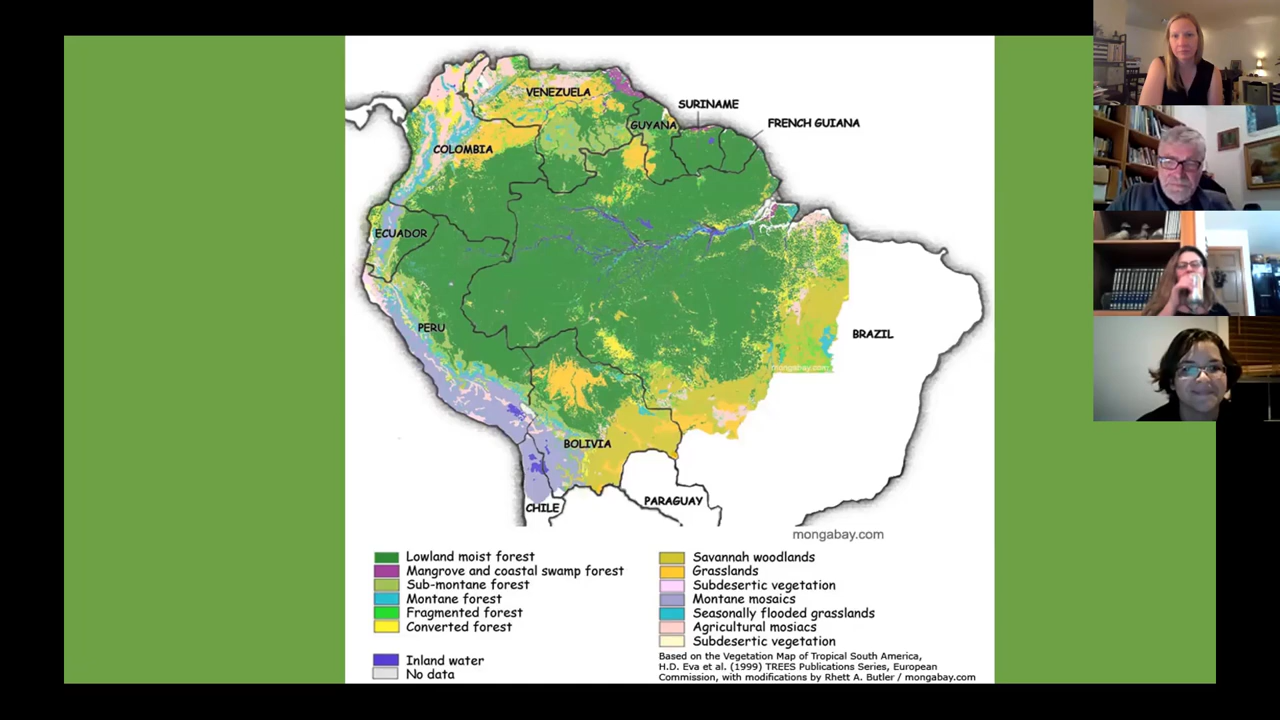 VENEZUELA
SURINAME
GUYANA
FRENCH GUIANA
COLOMBIA
ECUADOR
PERU
BRAZIL
mongabay.com
BOLIVIA
PARAGUAY
CHILE
mongabay.com
Lowland moist forest
Mangrove and coastal swamp forest
Sub-montane forest
Montane forest
Fragmented forest
Converted forest
Inland water
No data
Savannah woodlands
Grasslands
Subdesertic vegetation
Montane mosaics
Seasonally flooded grasslands
Agricultural mosiacs
Subdesertic vegetation
Based on the Vegetation Map of Tropical South America,
H.D. Eva et al. (1999) TREES Publications Series, European
Commission, with modifications by Rhett A. Butler / mongabay.com